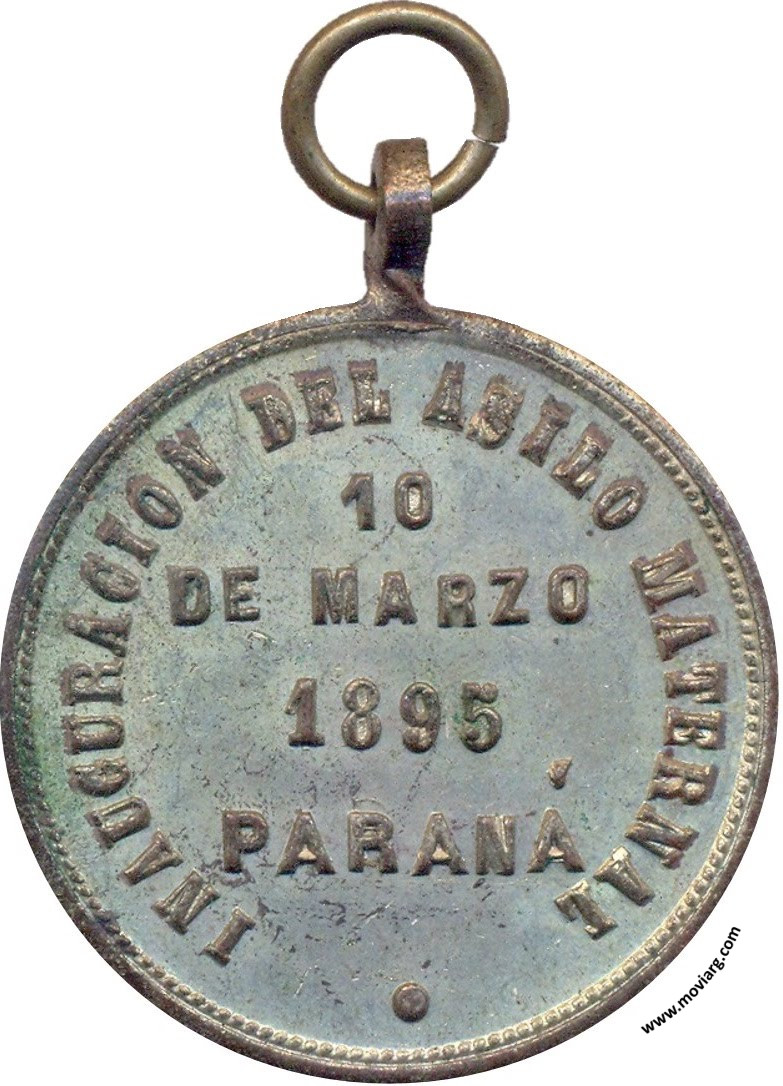 INAUGURACION DEL ASILO MATERNAL
10
DE MARZO
1895
PARANÁ
www.moviarg.com